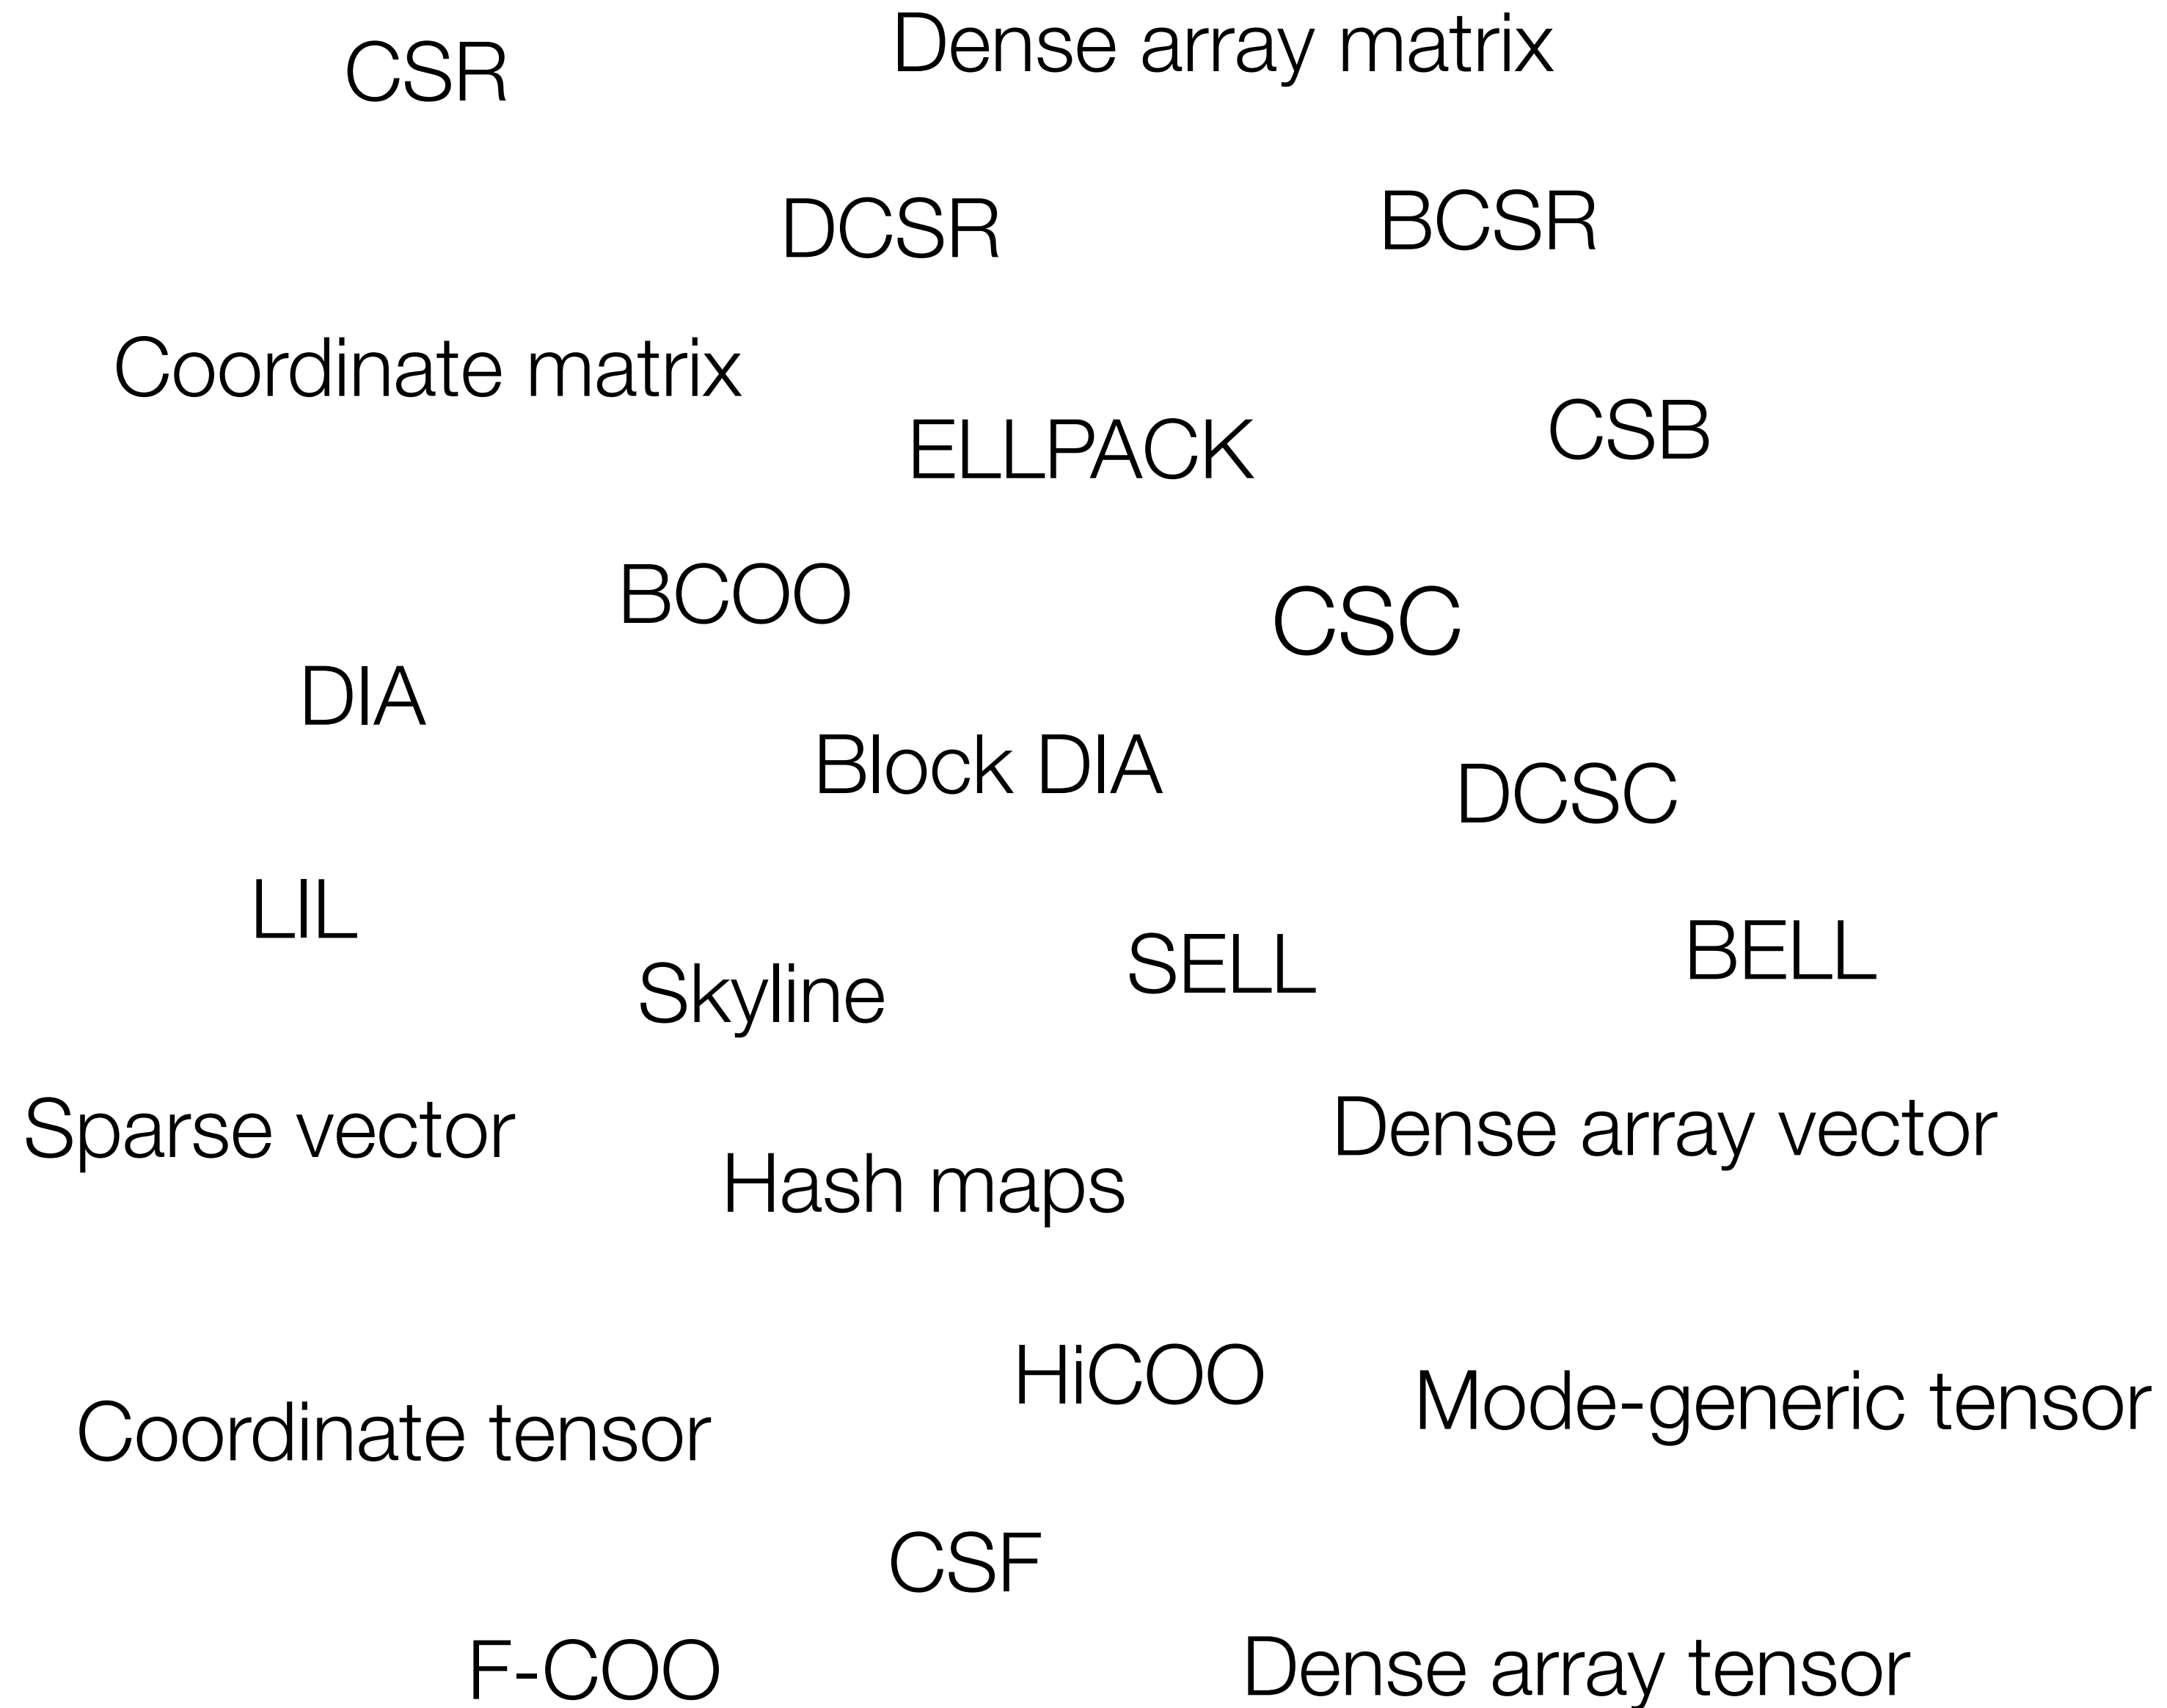 CSR
Dense array matrix
DCSR
BCSR
Coordinate matrix
ELLPACK
CSB
BCOO
CSC
DIA
Block DIA
DCSC
LIL
Skyline
SELL
BELL
Sparse vector
Hash maps
Dense array vector
HiCOO
Mode-generic tensor
Coordinate tensor
CSF
F-COO
Dense array tensor